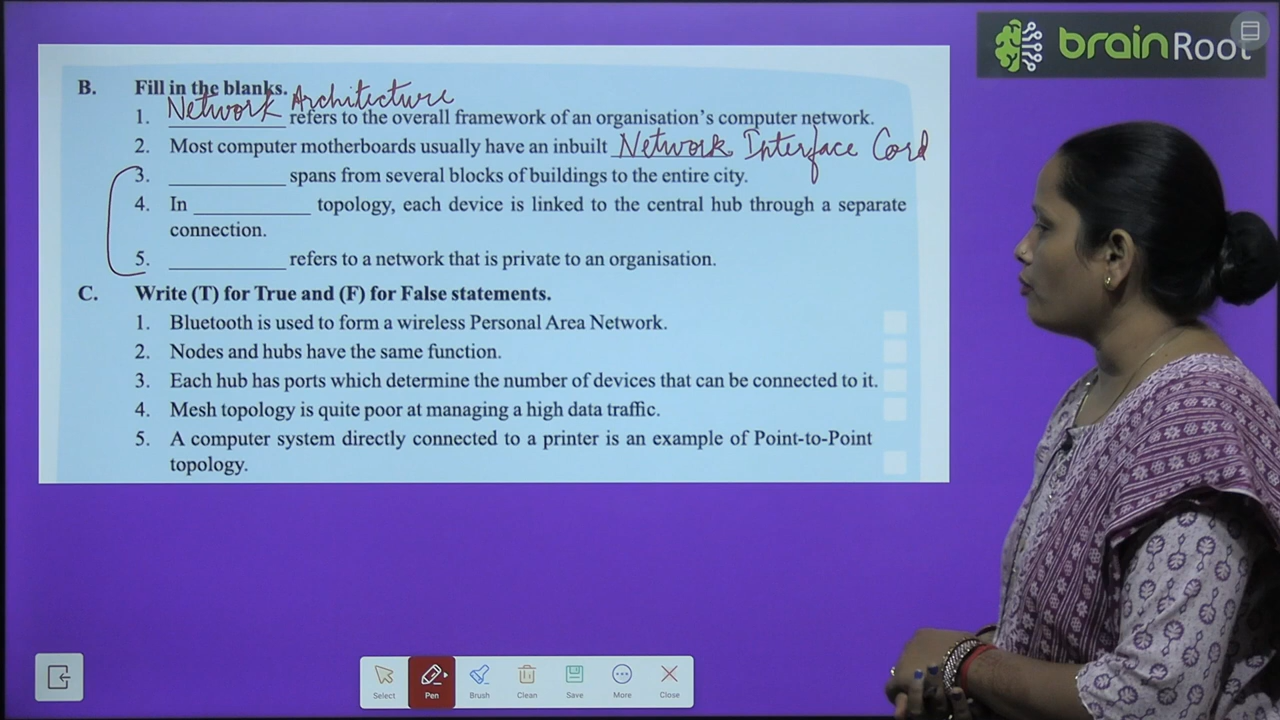 brainRoot
B. Fill in the blanks.
Network Architecture
1. ____________ refers to the overall framework of an organisation's computer network.
2. Most computer motherboards usually have an inbuilt Network Interface Card
3. ____________ spans from several blocks of buildings to the entire city.
4. In ____________ topology, each device is linked to the central hub through a separate
connection.
5. ____________ refers to a network that is private to an organisation.
C. Write (T) for True and (F) for False statements.
1. Bluetooth is used to form a wireless Personal Area Network.
2. Nodes and hubs have the same function.
3. Each hub has ports which determine the number of devices that can be connected to it.
4. Mesh topology is quite poor at managing a high data traffic.
5. A computer system directly connected to a printer is an example of Point-to-Point
topology.
Select Pen Brush Clean Save More Close